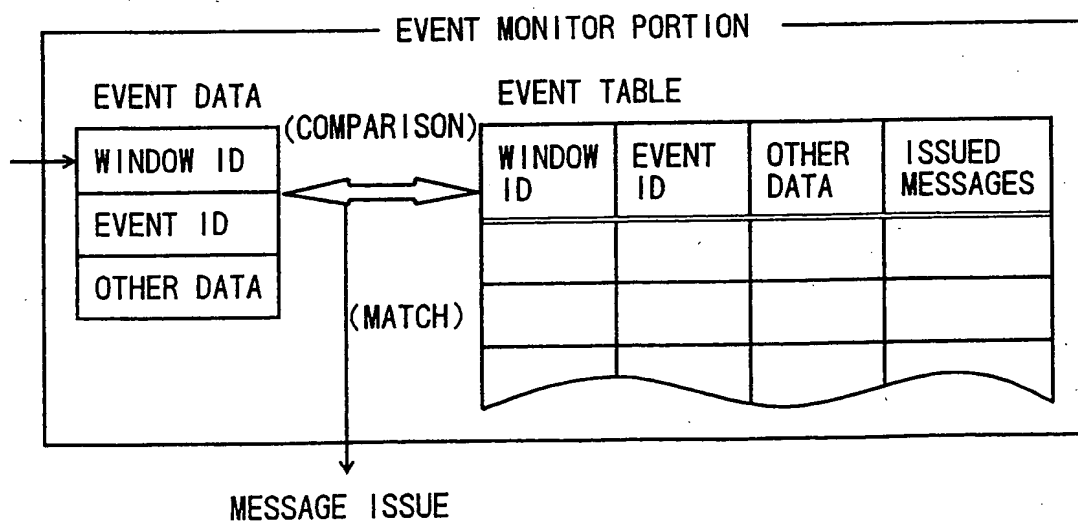 EVENT MONITOR PORTION
EVENT DATA
WINDOW ID
EVENT ID
OTHER DATA
(COMPARISON)
(MATCH)
EVENT TABLE
WINDOW
ID
EVENT
ID
OTHER
DATA
ISSUED
MESSAGES
MESSAGE ISSUE